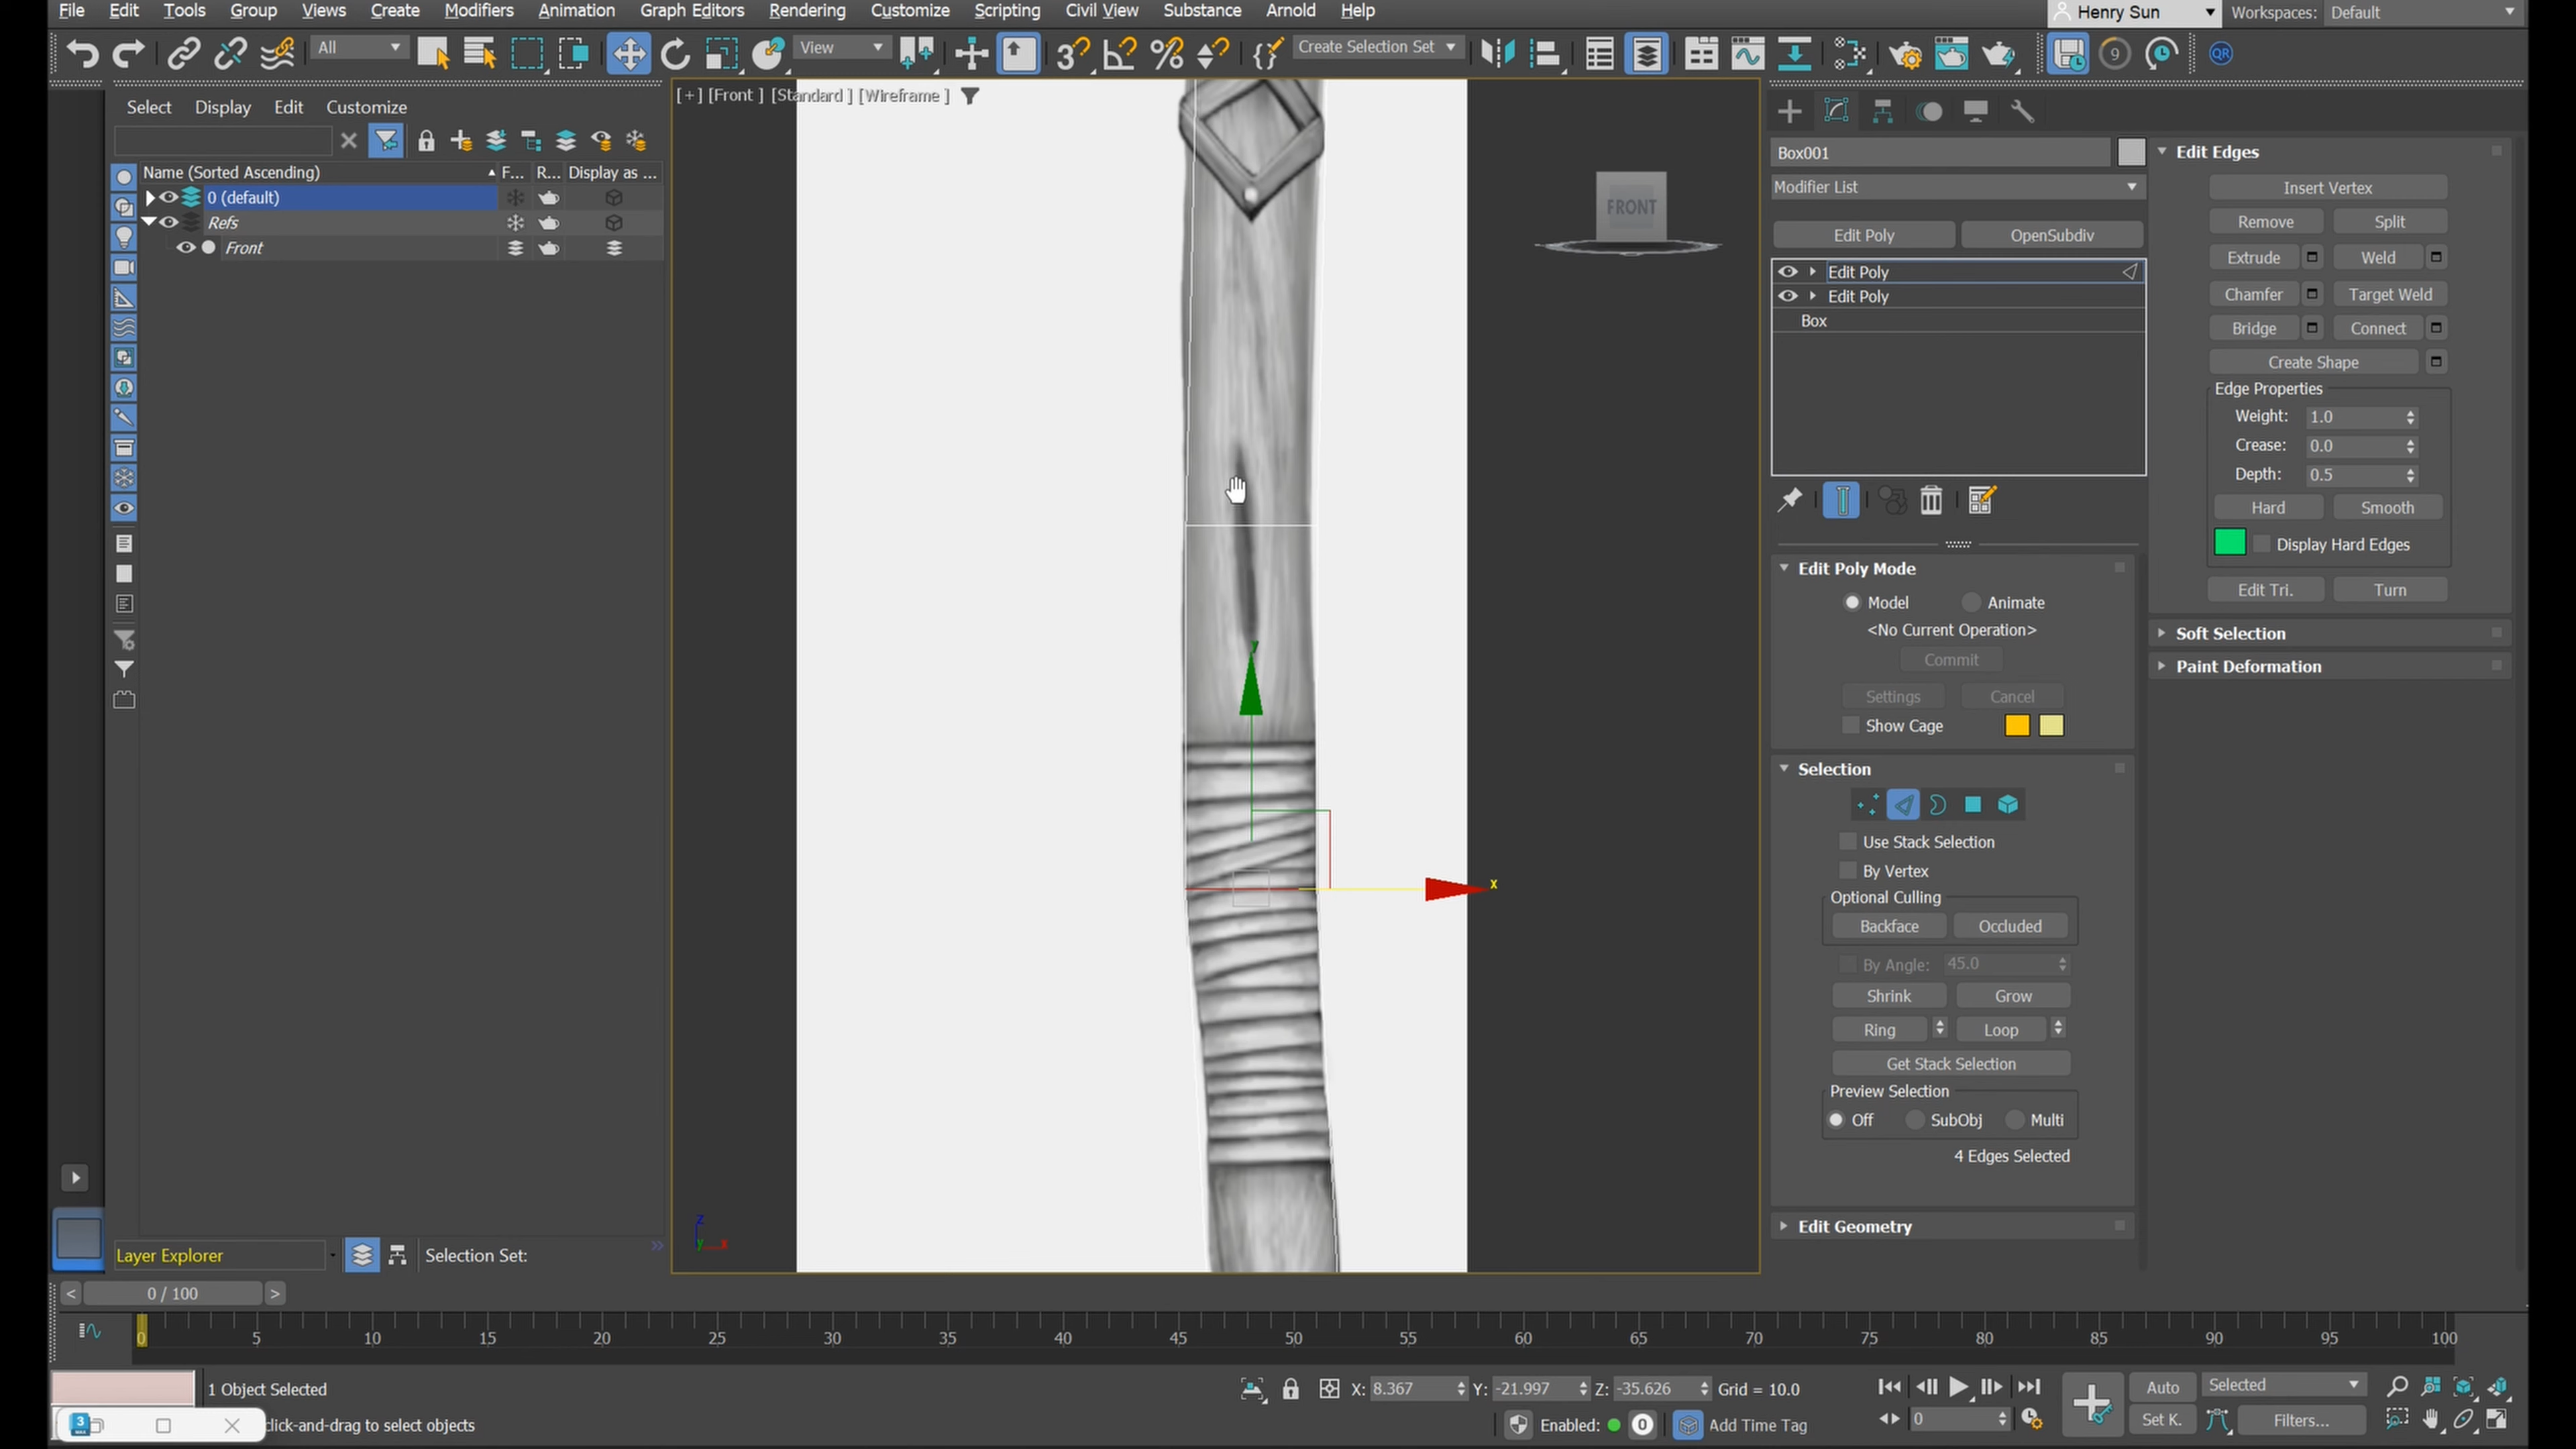 File Edit Tools Group Views Create Modifiers Animation Graph Editors Rendering Customize Scripting Civil View Substance Arnold Help
Henry Sun Workspaces: Default
All View Create Selection Set 9 QR
Select Display Edit Customize
[+] [Front ] [Standard ] [Wireframe ]
Name (Sorted Ascending) F... R... Display as ...
0 (default)
Refs
Front
FRONT
y
x
z
y x
Box001
Modifier List
Edit Poly OpenSubdiv
Edit Poly
Edit Poly
Box
Edit Poly Mode
Model Animate
<No Current Operation>
Commit
Settings Cancel
Show Cage
Selection
Use Stack Selection
By Vertex
Optional Culling
Backface Occluded
By Angle: 45.0
Shrink Grow
Ring Loop
Get Stack Selection
Preview Selection
Off SubObj Multi
4 Edges Selected
Edit Geometry
Edit Edges
Insert Vertex
Remove Split
Extrude Weld
Chamfer Target Weld
Bridge Connect
Create Shape
Edge Properties
Weight: 1.0
Crease: 0.0
Depth: 0.5
Hard Smooth
Display Hard Edges
Edit Tri. Turn
Soft Selection
Paint Deformation
Layer Explorer Selection Set:
< 0 / 100 >
0 5 10 15 20 25 30 35 40 45 50 55 60 65 70 75 80 85 90 95 100
1 Object Selected
click-and-drag to select objects
X: 8.367 Y: -21.997 Z: -35.626 Grid = 10.0
Enabled: 0 Add Time Tag
0
Auto Selected
Set K. Filters...